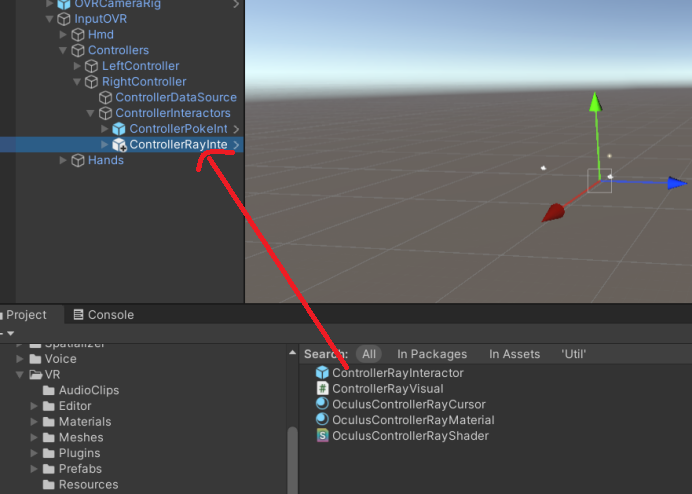 OVRCameraRig
InputOVR
Hmd
Controllers
LeftController
RightController
ControllerDataSource
ControllerInteractors
ControllerPokeInt
ControllerRayInte
Hands
Project
Console
Spatializer
Voice
VR
AudioClips
Editor
Materials
Meshes
Plugins
Prefabs
Resources
Search: All In Packages In Assets 'Util'
ControllerRayInteractor
ControllerRayVisual
OculusControllerRayCursor
OculusControllerRayMaterial
OculusControllerRayShader